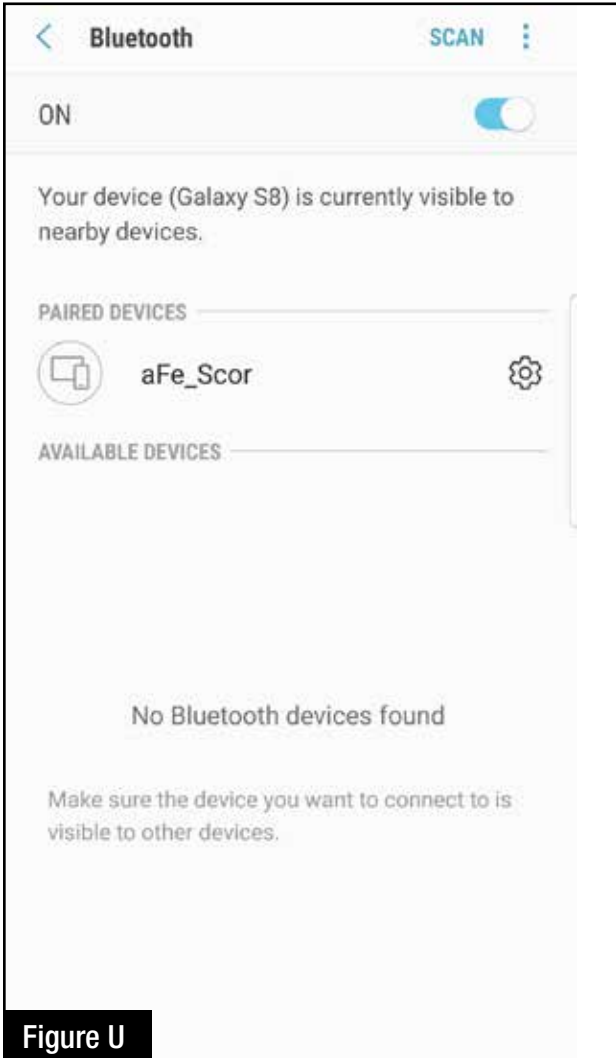 Bluetooth SCAN
ON
Your device (Galaxy S8) is currently visible to
nearby devices.
PAIRED DEVICES
aFe_Scor
AVAILABLE DEVICES
No Bluetooth devices found
Make sure the device you want to connect to is
visible to other devices.
Figure U